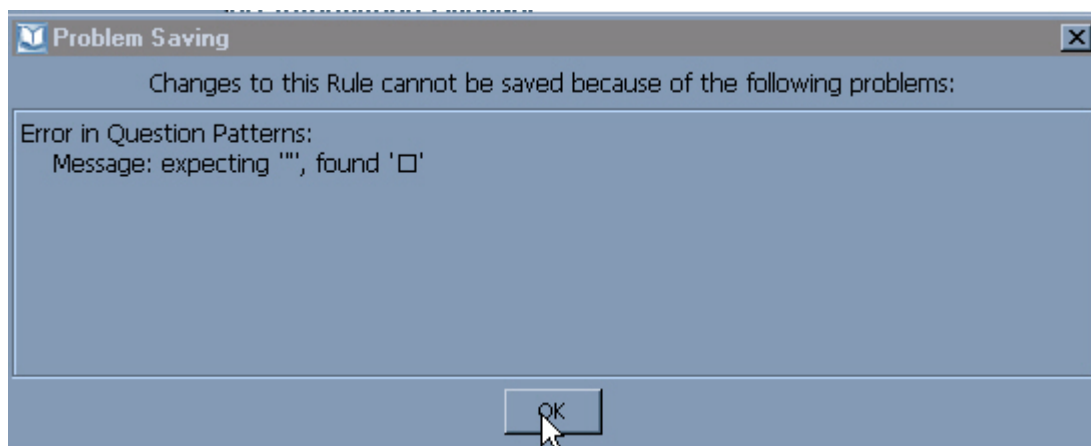 Problem Saving
Changes to this Rule cannot be saved because of the following problems:
Error in Question Patterns:
Message: expecting '"', found '□'
OK